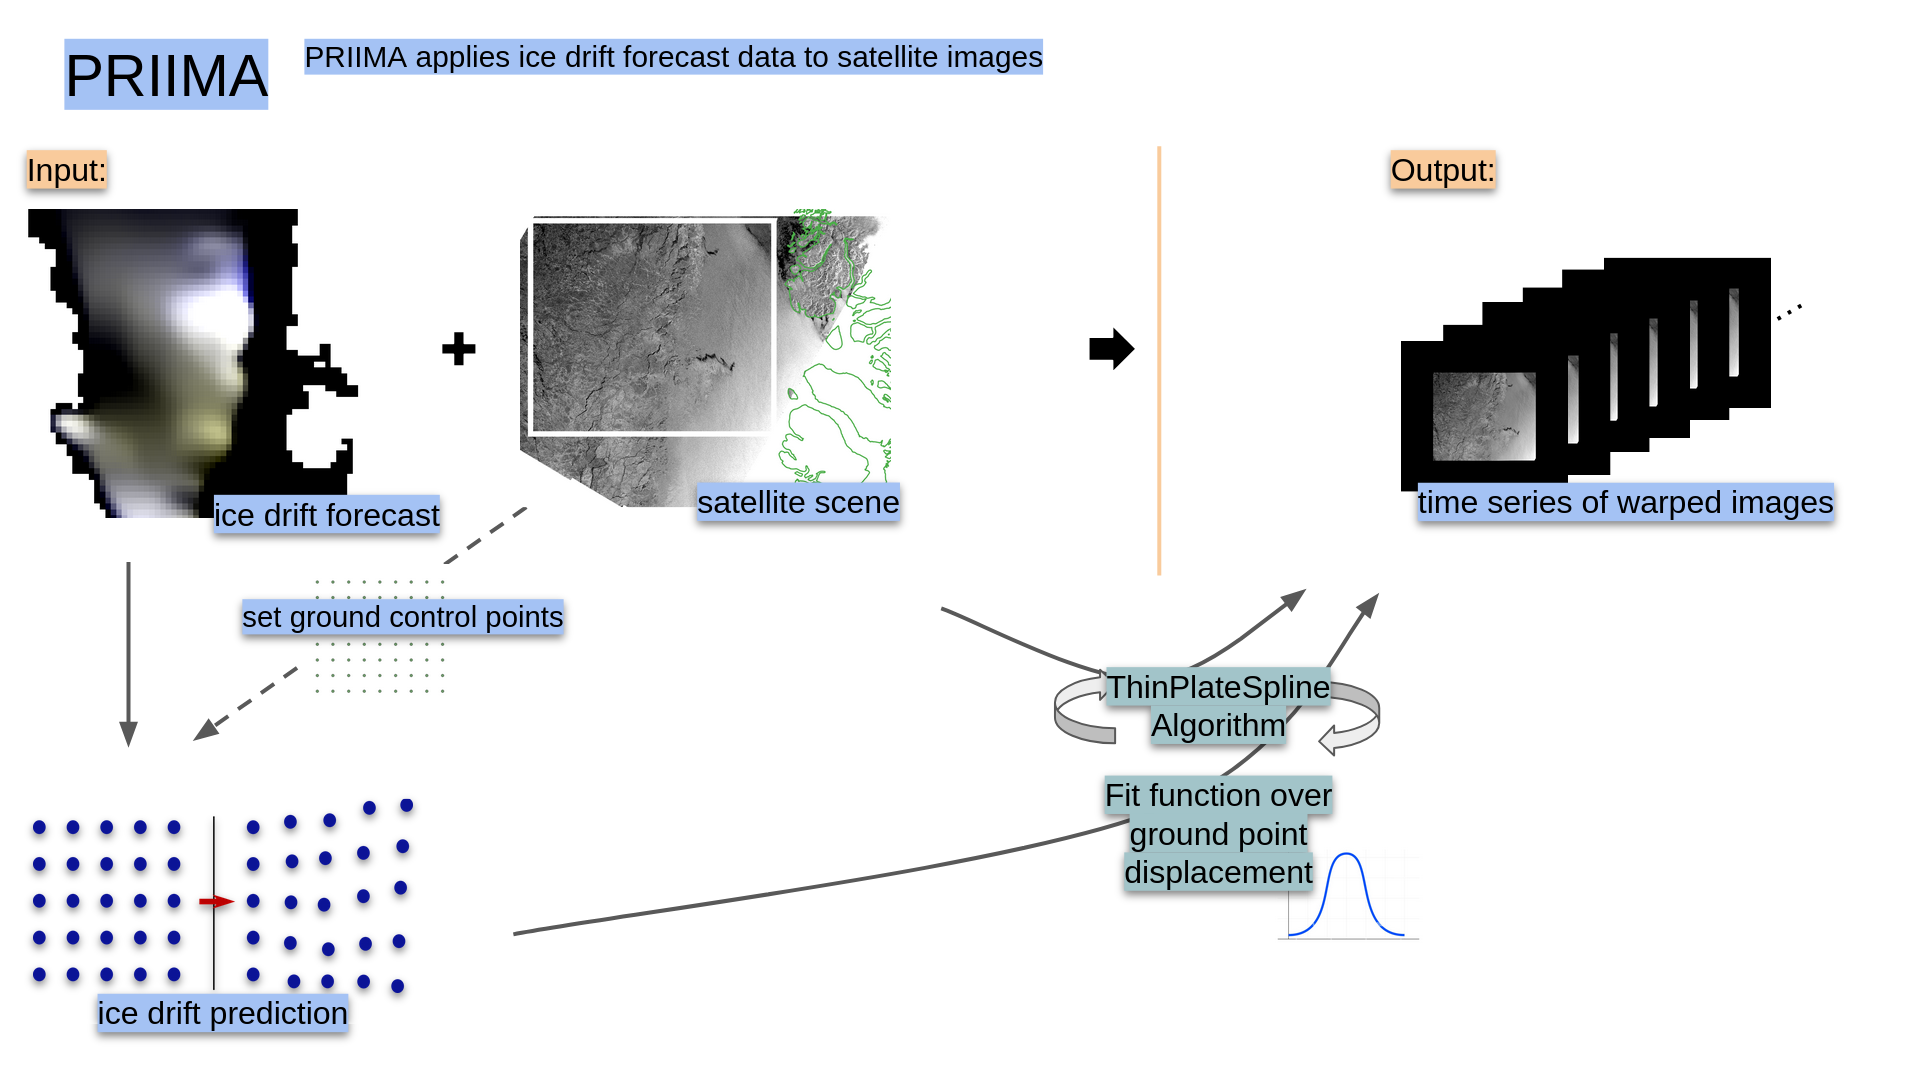 PRIIMA
PRIIMA applies ice drift forecast data to satellite images
Input:
Output:
ice drift forecast
satellite scene
time series of warped images
set ground control points
ThinPlateSpline
Algorithm
Fit function over
ground point
displacement
ice drift prediction